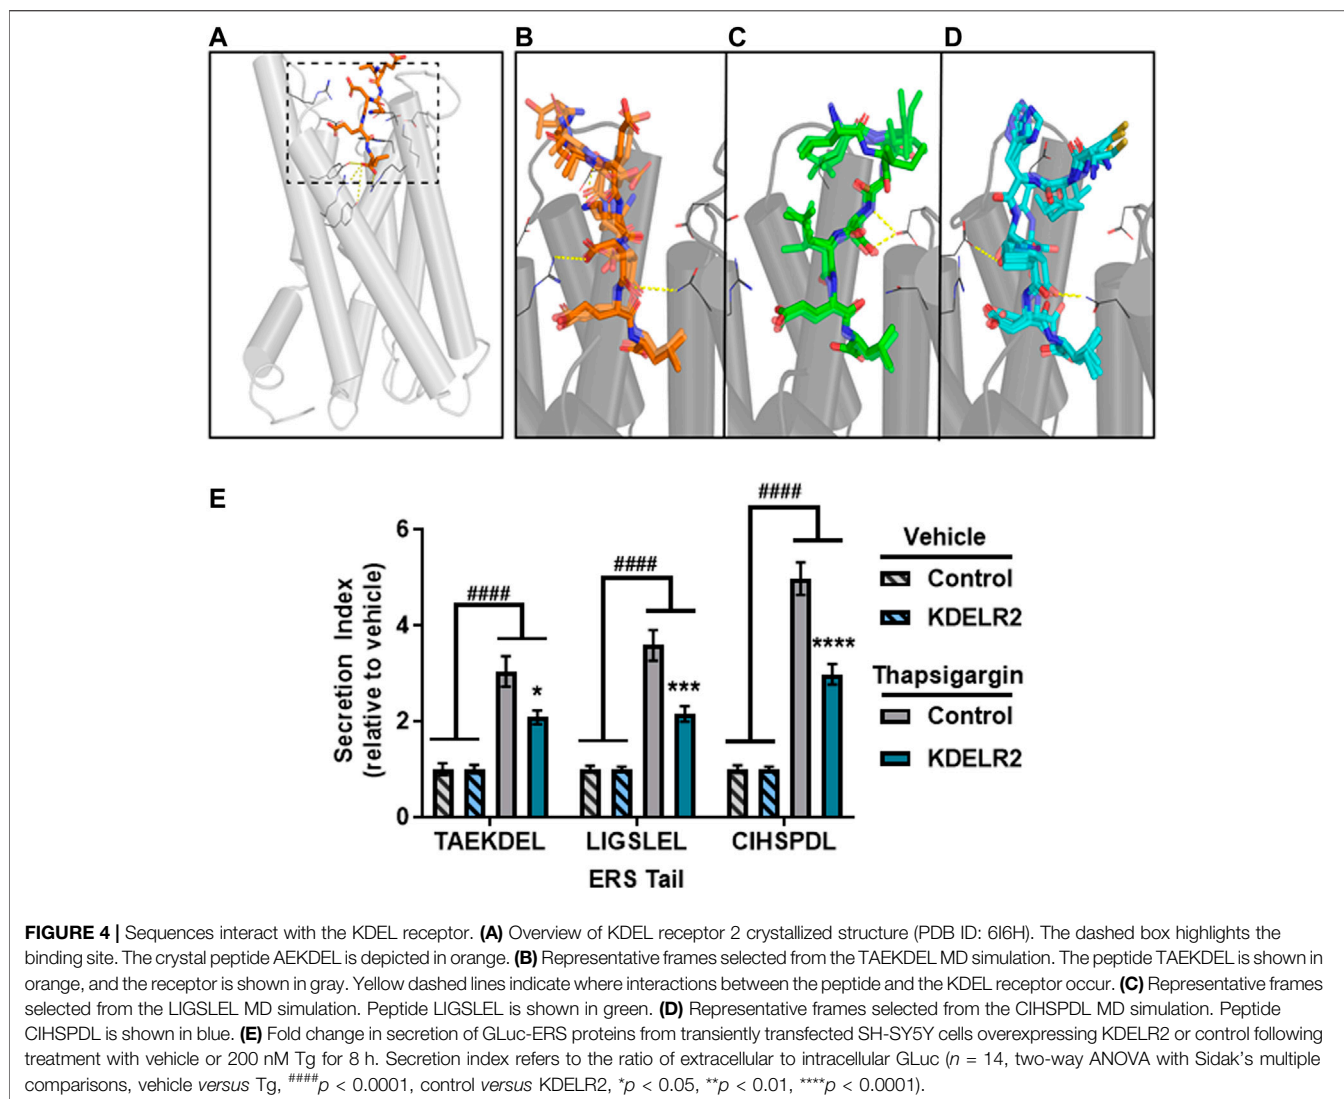 A
B
C
D
E
Secretion Index
(relative to vehicle)
6
4
2
0
####
*
####
***
####
****
TAEKDEL
LIGSLEL
CIHSPDL
ERS Tail
Vehicle
Control
KDELR2
Thapsigargin
Control
KDELR2
FIGURE 4 | Sequences interact with the KDEL receptor. (A) Overview of KDEL receptor 2 crystallized structure (PDB ID: 6I6H). The dashed box highlights the
binding site. The crystal peptide AEKDEL is depicted in orange. (B) Representative frames selected from the TAEKDEL MD simulation. The peptide TAEKDEL is shown in
orange, and the receptor is shown in gray. Yellow dashed lines indicate where interactions between the peptide and the KDEL receptor occur. (C) Representative frames
selected from the LIGSLEL MD simulation. Peptide LIGSLEL is shown in green. (D) Representative frames selected from the CIHSPDL MD simulation. Peptide
CIHSPDL is shown in blue. (E) Fold change in secretion of GLuc-ERS proteins from transiently transfected SH-SY5Y cells overexpressing KDELR2 or control following
treatment with vehicle or 200 nM Tg for 8 h. Secretion index refers to the ratio of extracellular to intracellular GLuc (n = 14, two-way ANOVA with Sidak's multiple
comparisons, vehicle versus Tg, ####p < 0.0001, control versus KDELR2, *p < 0.05, **p < 0.01, ****p < 0.0001).